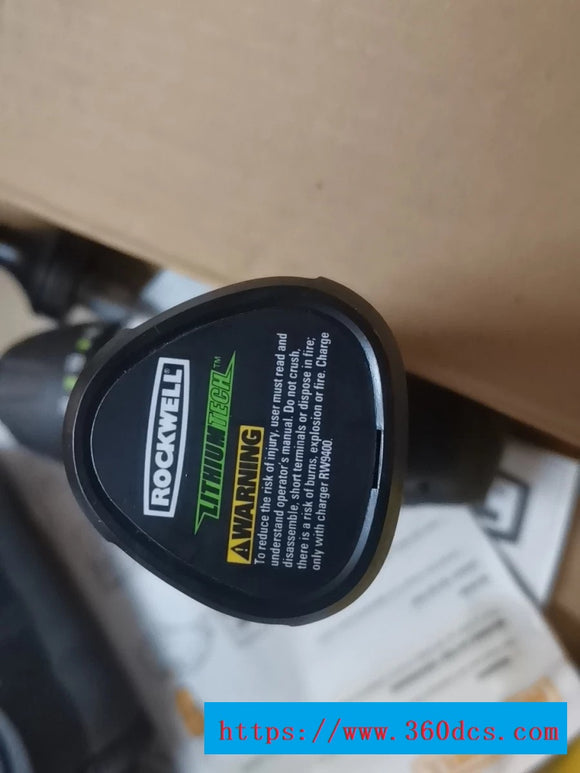 ROCKWELL®
LITHIUMTECH™
WARNING
To reduce the risk of injury, user must read and
understand operator's manual. Do not crush,
disassemble, short terminals or dispose in fire;
there is a risk of burns, explosion or fire. Charge
only with charger RW9400.
https://www.360dcs.com